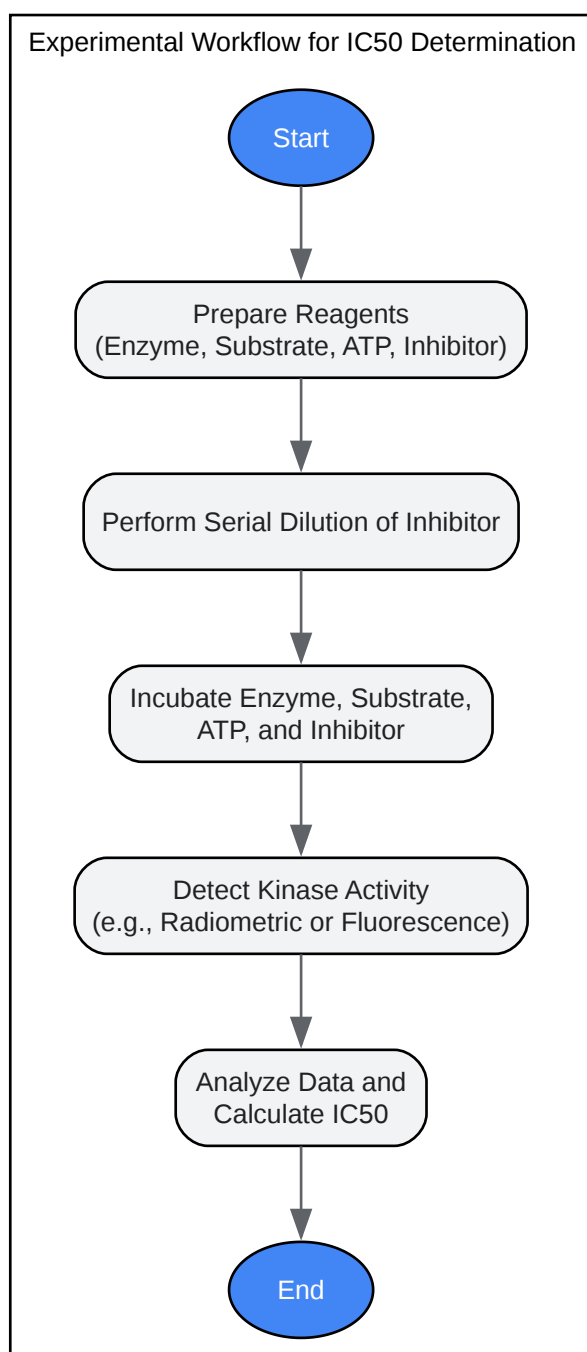 Experimental Workflow for IC50 Determination
Start
Prepare Reagents
(Enzyme, Substrate, ATP, Inhibitor)
Perform Serial Dilution of Inhibitor
Incubate Enzyme, Substrate,
ATP, and Inhibitor
Detect Kinase Activity
(e.g., Radiometric or Fluorescence)
Analyze Data and
Calculate IC50
End